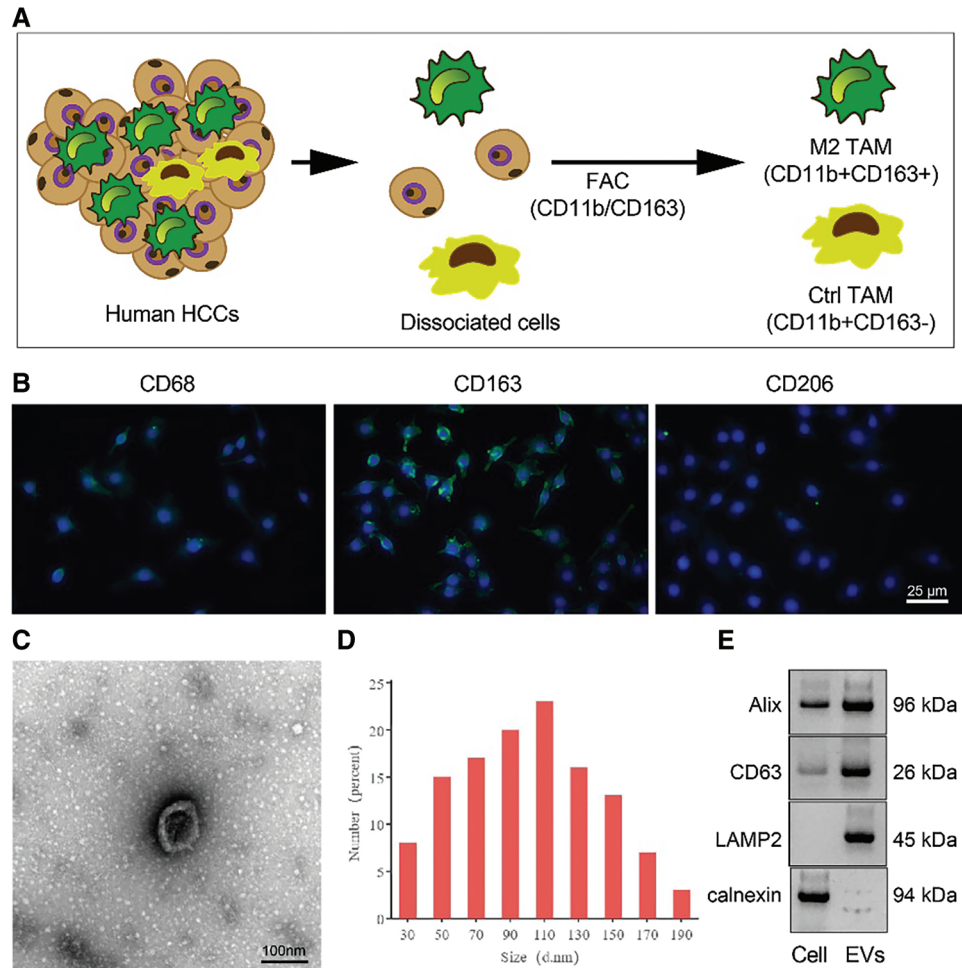 A
Human HCCs
Dissociated cells
FAC
(CD11b/CD163)
M2 TAM
(CD11b+CD163+)
Ctrl TAM
(CD11b+CD163-)
B
CD68
CD163
CD206
25 μm
C
100nm
D
Number (percent)
25
20
15
10
5
0
30 50 70 90 110 130 150 170 190
Size (d.nm)
E
Alix 96 kDa
CD63 26 kDa
LAMP2 45 kDa
calnexin 94 kDa
Cell EVs